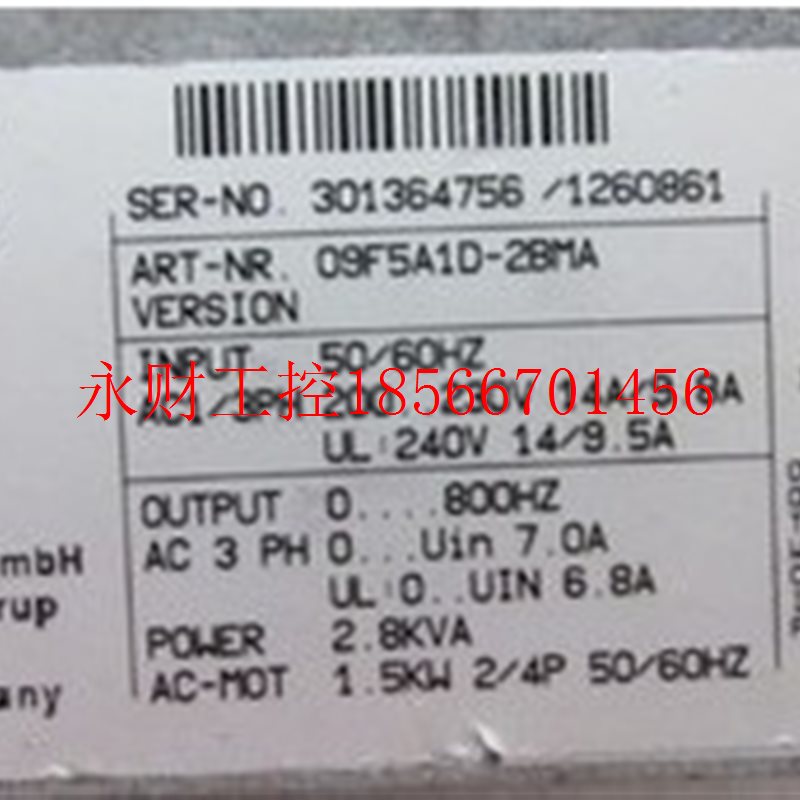 SER-NO. 301364756 /1260861
ART-NR. 09F5A1D-2BMA
VERSION
INPUT 50/60HZ
永财工控18566701456
UL:240V 14/9.5A
OUTPUT 0....800HZ
AC 3 PH 0...Uin 7.0A
UL:0..UIN 6.8A
POWER 2.8KVA
AC-MOT 1.5KW 2/4P 50/60HZ
mbH
rup
any